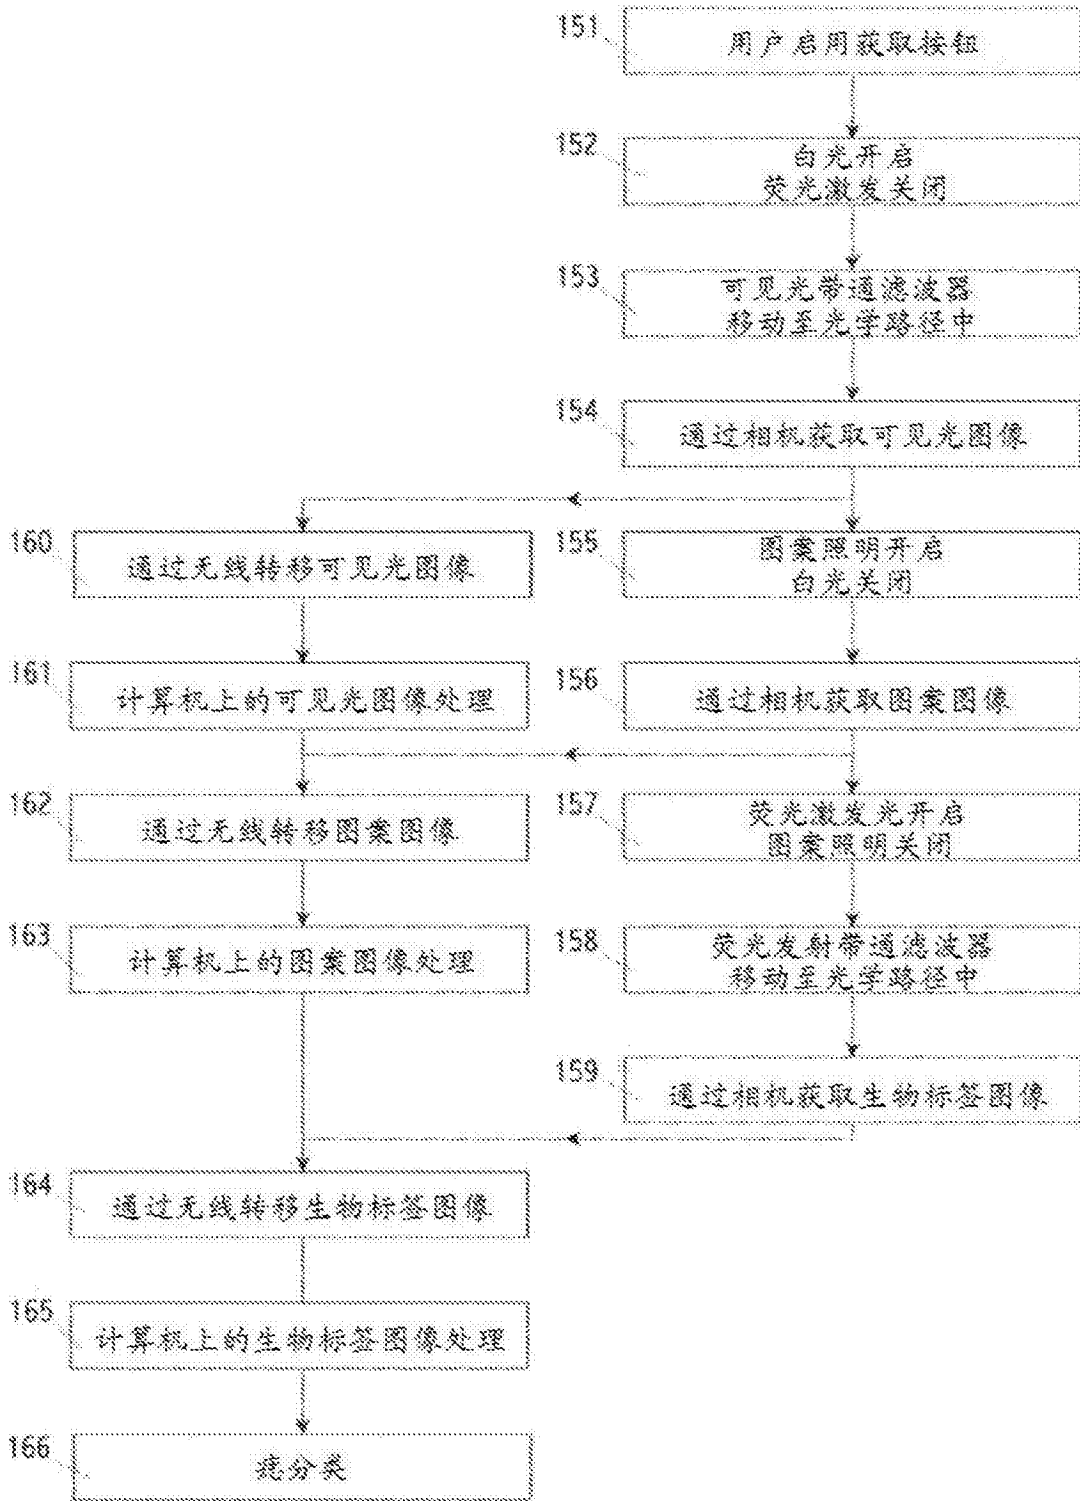 151
用户启用获取按钮
152
白光开启
荧光激发关闭
153
可见光带通滤波器
移动至光学路径中
154
通过相机获取可见光图像
160
通过无线转移可见光图像
155
图案照明开启
白光关闭
161
计算机上的可见光图像处理
156
通过相机获取图案图像
162
通过无线转移图案图像
157
荧光激发光开启
图案照明关闭
163
计算机上的图案图像处理
158
荧光发射带通滤波器
移动至光学路径中
159
通过相机获取生物标签图像
164
通过无线转移生物标签图像
165
计算机上的生物标签图像处理
166
疣分类